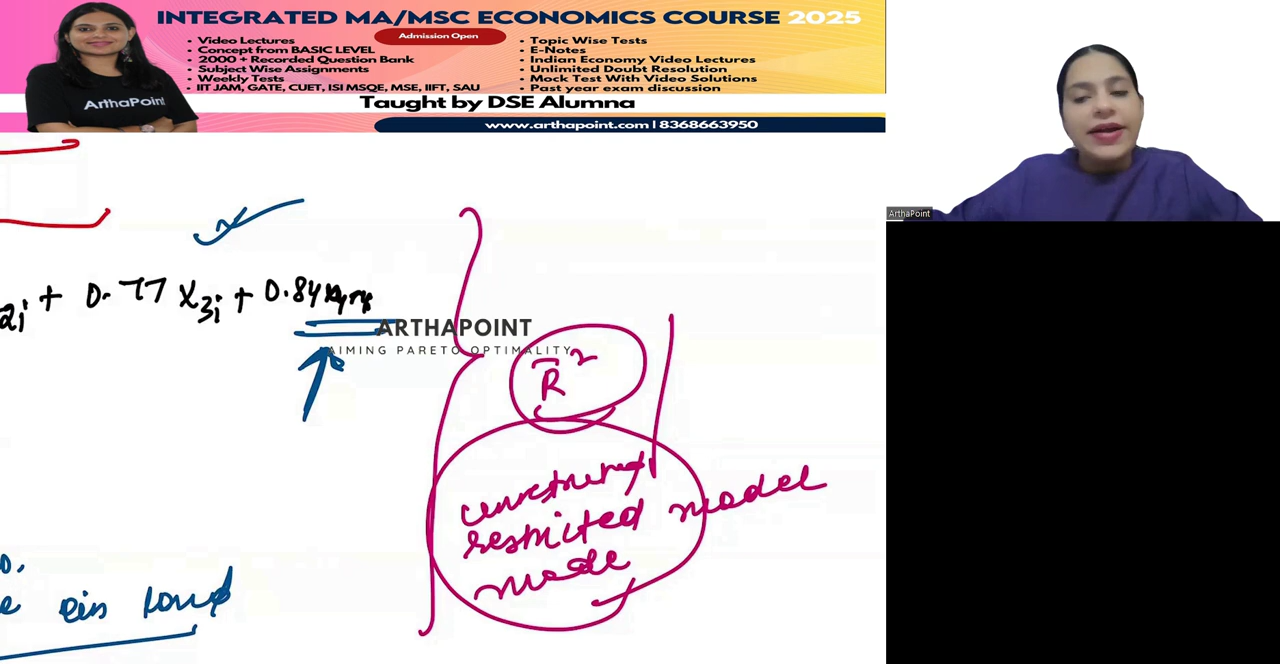 INTEGRATED MA/MSC ECONOMICS COURSE 2025
Admission Open
• Video Lectures
• Concept from BASIC LEVEL
• 2000 + Recorded Question Bank
• Subject Wise Assignments
• Weekly Tests
• IIT JAM, GATE, CUET, ISI MSQE, MSE, IIFT, SAU
• Topic Wise Tests
• E-Notes
• Indian Economy Video Lectures
• Unlimited Doubt Resolution
• Mock Test With Video Solutions
• Past year exam discussion
ArthaPoint
Taught by DSE Alumna
www.arthapoint.com | 8368663950
ArthaPoint
2i + 0.77 X3i + 0.84
ARTHAPOINT
AIMING PARETO OPTIMALITY
R̄²
restricted model